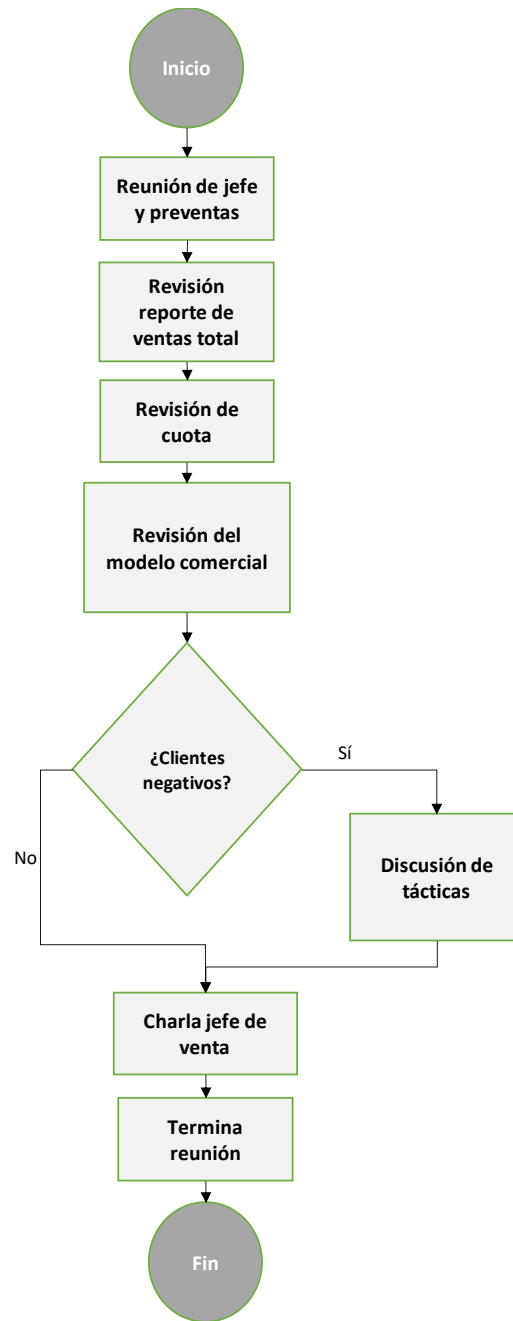 Inicio
Reunión de jefe
y preventas
Revisión
reporte de
ventas total
Revisión de
cuota
Revisión del
modelo comercial
¿Clientes
negativos?
Sí
No
Discusión de
tácticas
Charla jefe de
venta
Termina
reunión
Fin